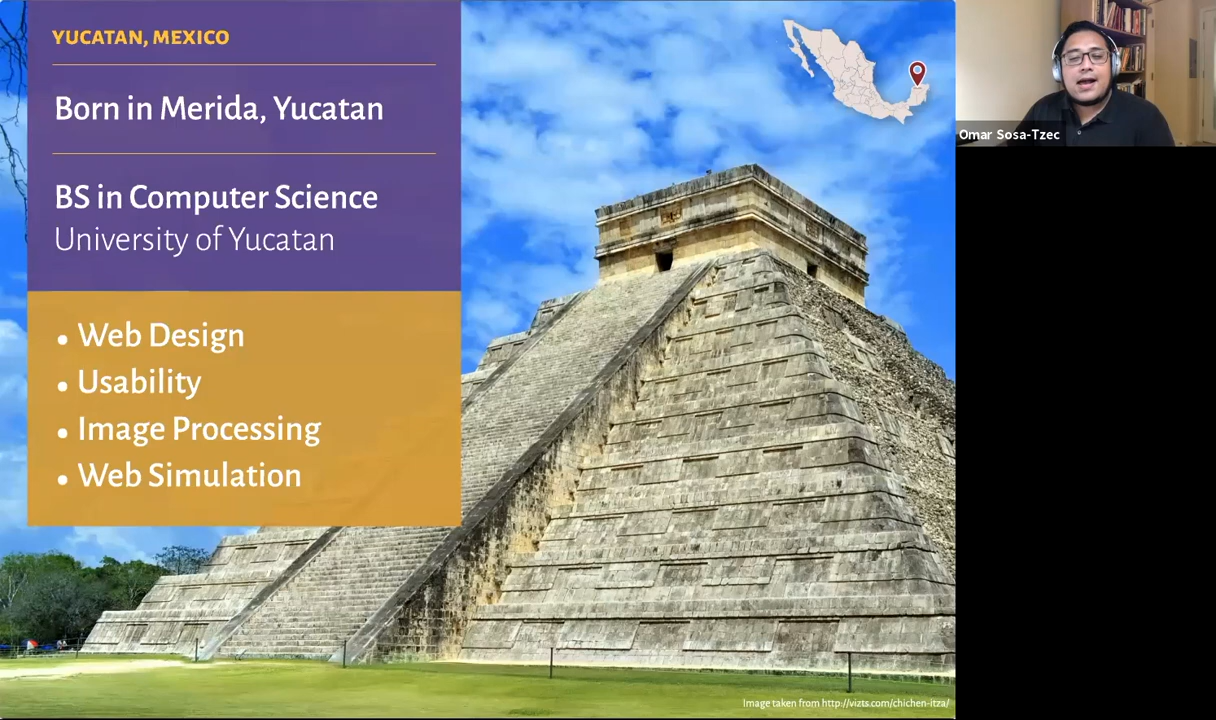 YUCATAN, MEXICO
Born in Merida, Yucatan
BS in Computer Science
University of Yucatan
• Web Design
• Usability
• Image Processing
• Web Simulation
Omar Sosa-Tzec
Image taken from http://vizts.com/chichen-itza/